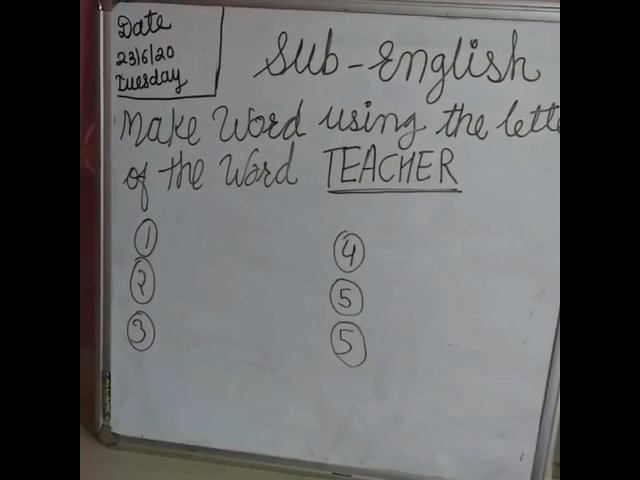 Date
23/6/20
Tuesday
Sub - English
Make Word using the lette
of the Word TEACHER
1
2
3
4
5
5